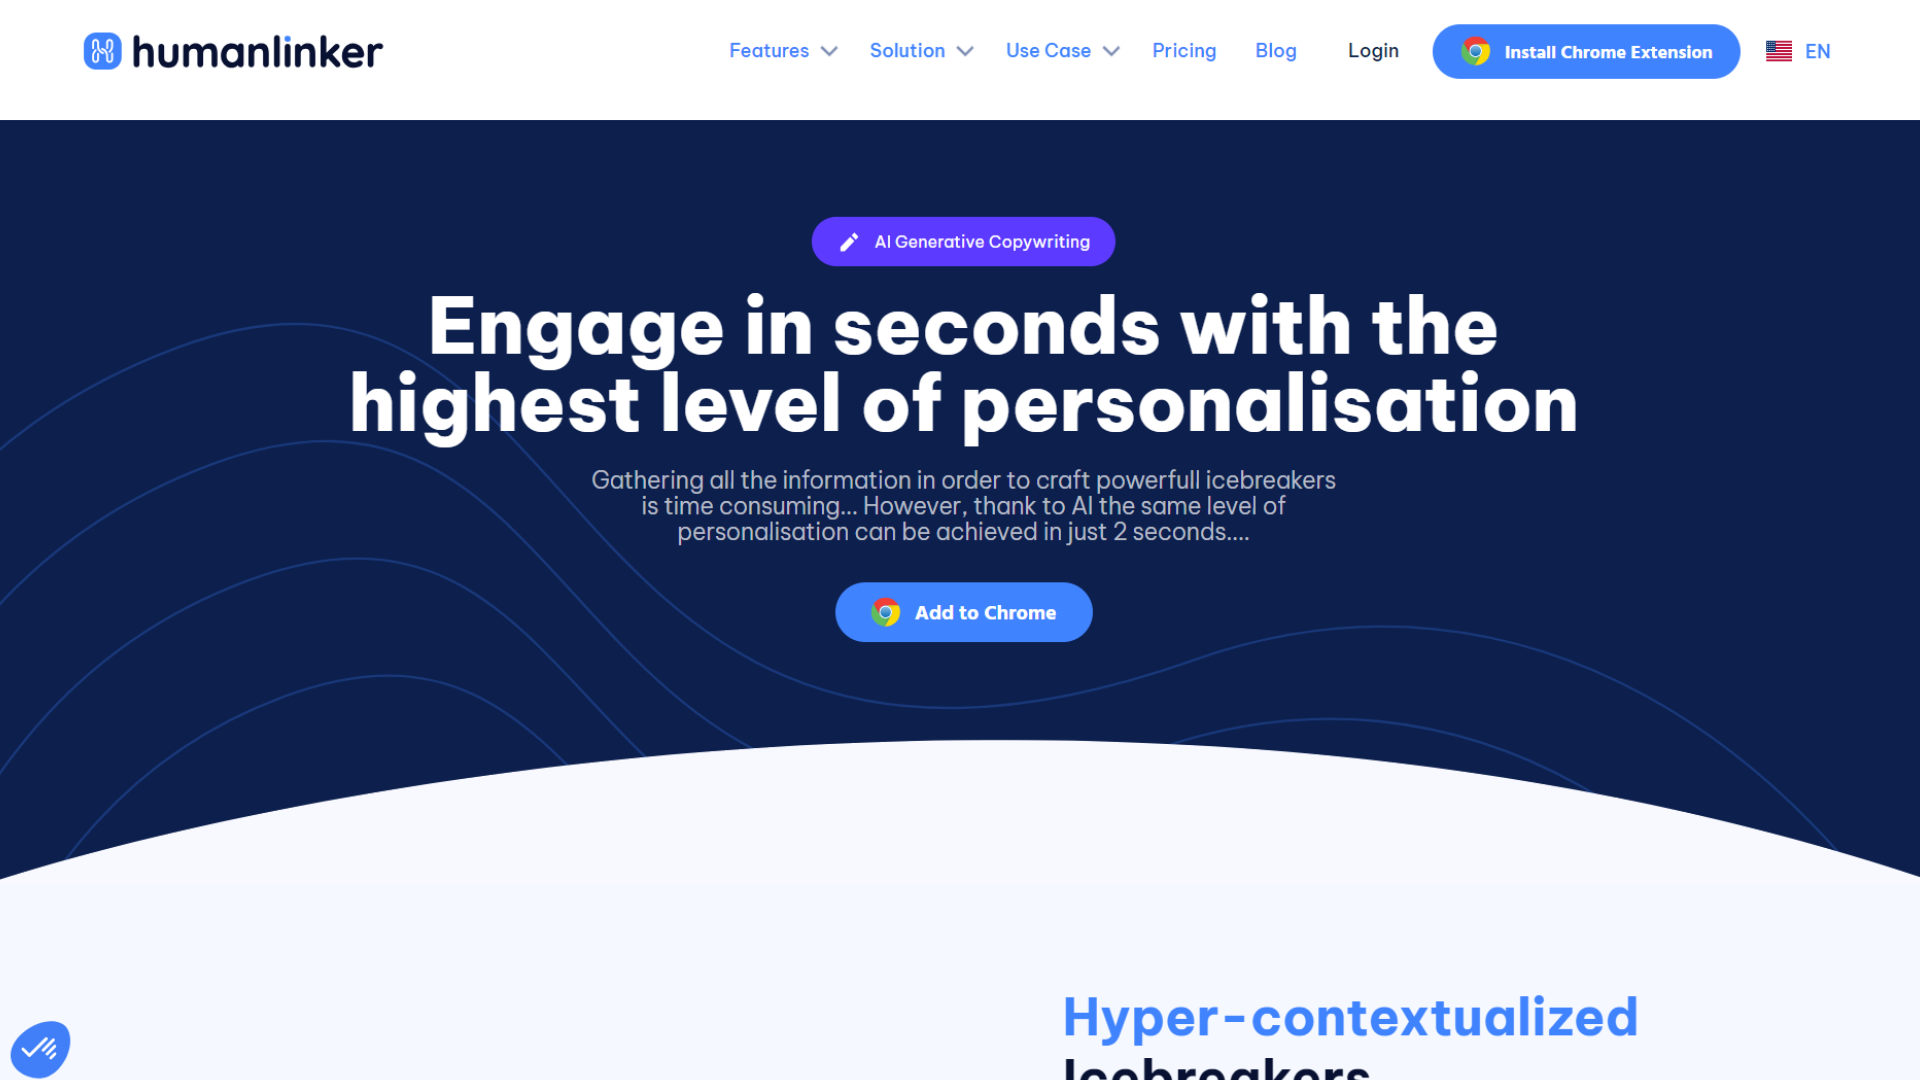 humanlinker
Features
Solution
Use Case
Pricing
Blog
Login
Install Chrome Extension
EN
AI Generative Copywriting
Engage in seconds with the
highest level of personalisation
Gathering all the information in order to craft powerfull icebreakers
is time consuming... However, thank to AI the same level of
personalisation can be achieved in just 2 seconds....
Add to Chrome
Hyper-contextualized
Icebreakers